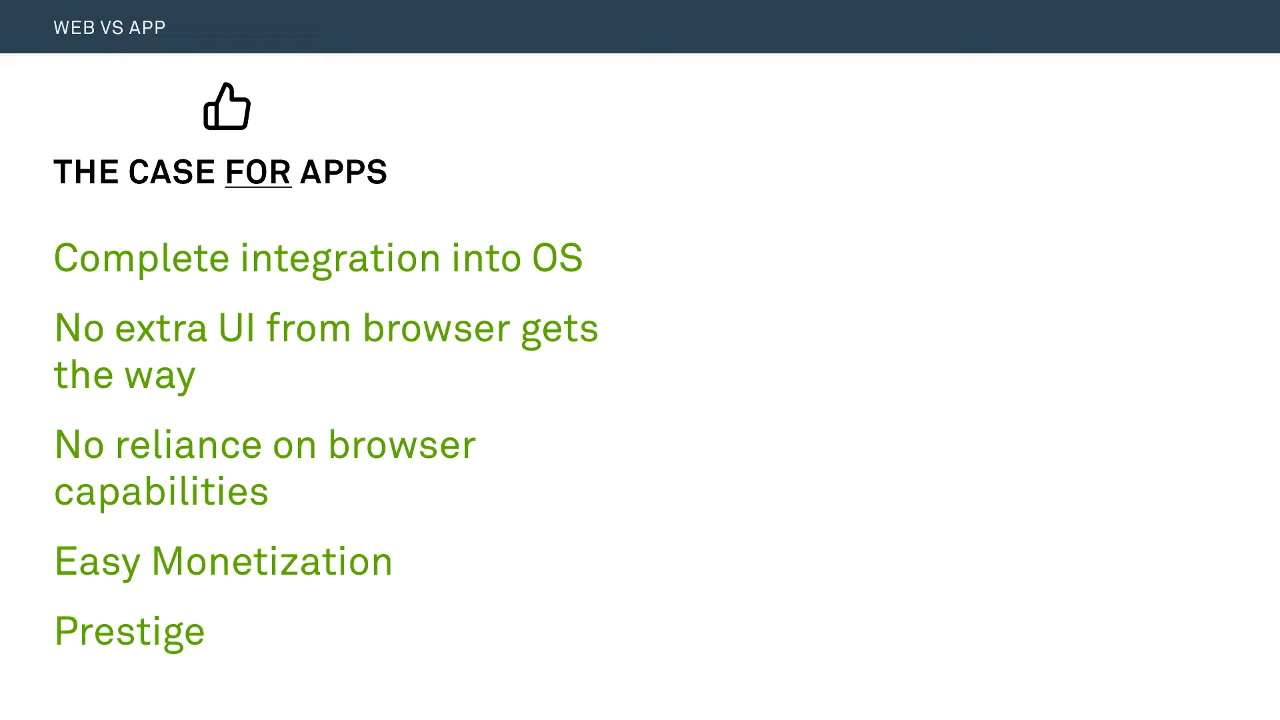 WEB VS APP
THE CASE FOR APPS
Complete integration into OS
No extra UI from browser gets
the way
No reliance on browser
capabilities
Easy Monetization
Prestige